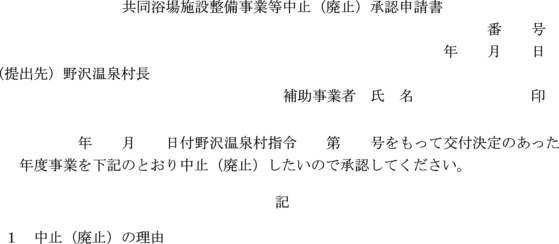 共同浴場施設整備事業等中止（廃止）承認申請書
番　　号
年　　月　　日
（提出先）野沢温泉村長
補助事業者　氏　名　　　　　　　　印
年　　月　　日付野沢温泉村指令　　第　　号をもって交付決定のあった
年度事業を下記のとおり中止（廃止）したいので承認してください。
記
1　中止（廃止）の理由